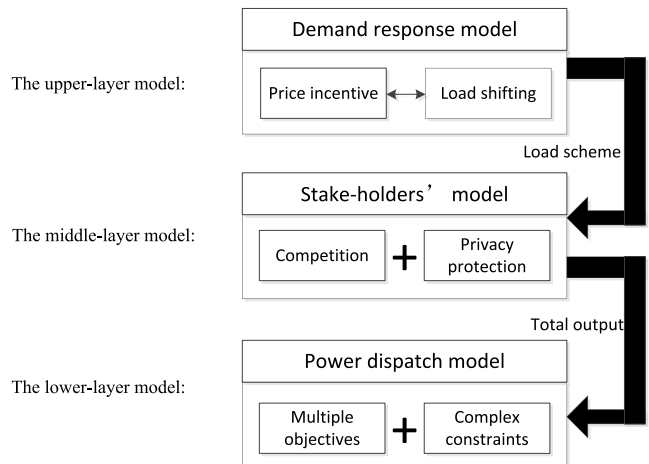 Demand response model
The upper-layer model:
Price incentive
Load shifting
Load scheme
Stake-holders’ model
The middle-layer model:
Competition
+
Privacy
protection
Total output
Power dispatch model
The lower-layer model:
Multiple
objectives
+
Complex
constraints